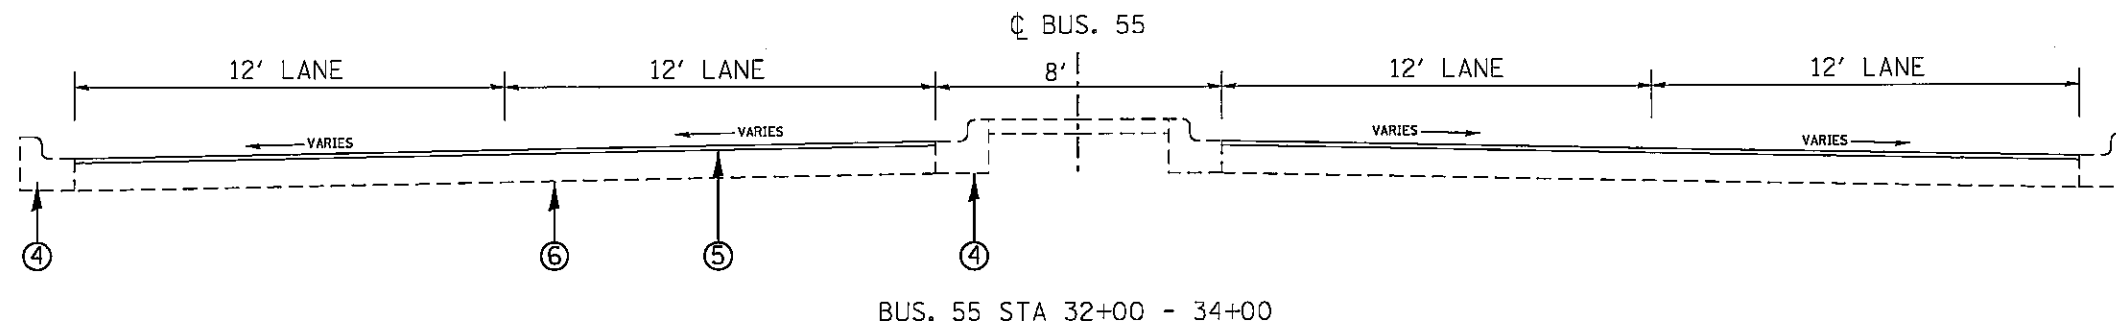 ℄ BUS. 55
12' LANE 12' LANE 8' 12' LANE 12' LANE
VARIES VARIES VARIES VARIES
④ ⑥ ⑤ ④
BUS. 55 STA 32+00 - 34+00